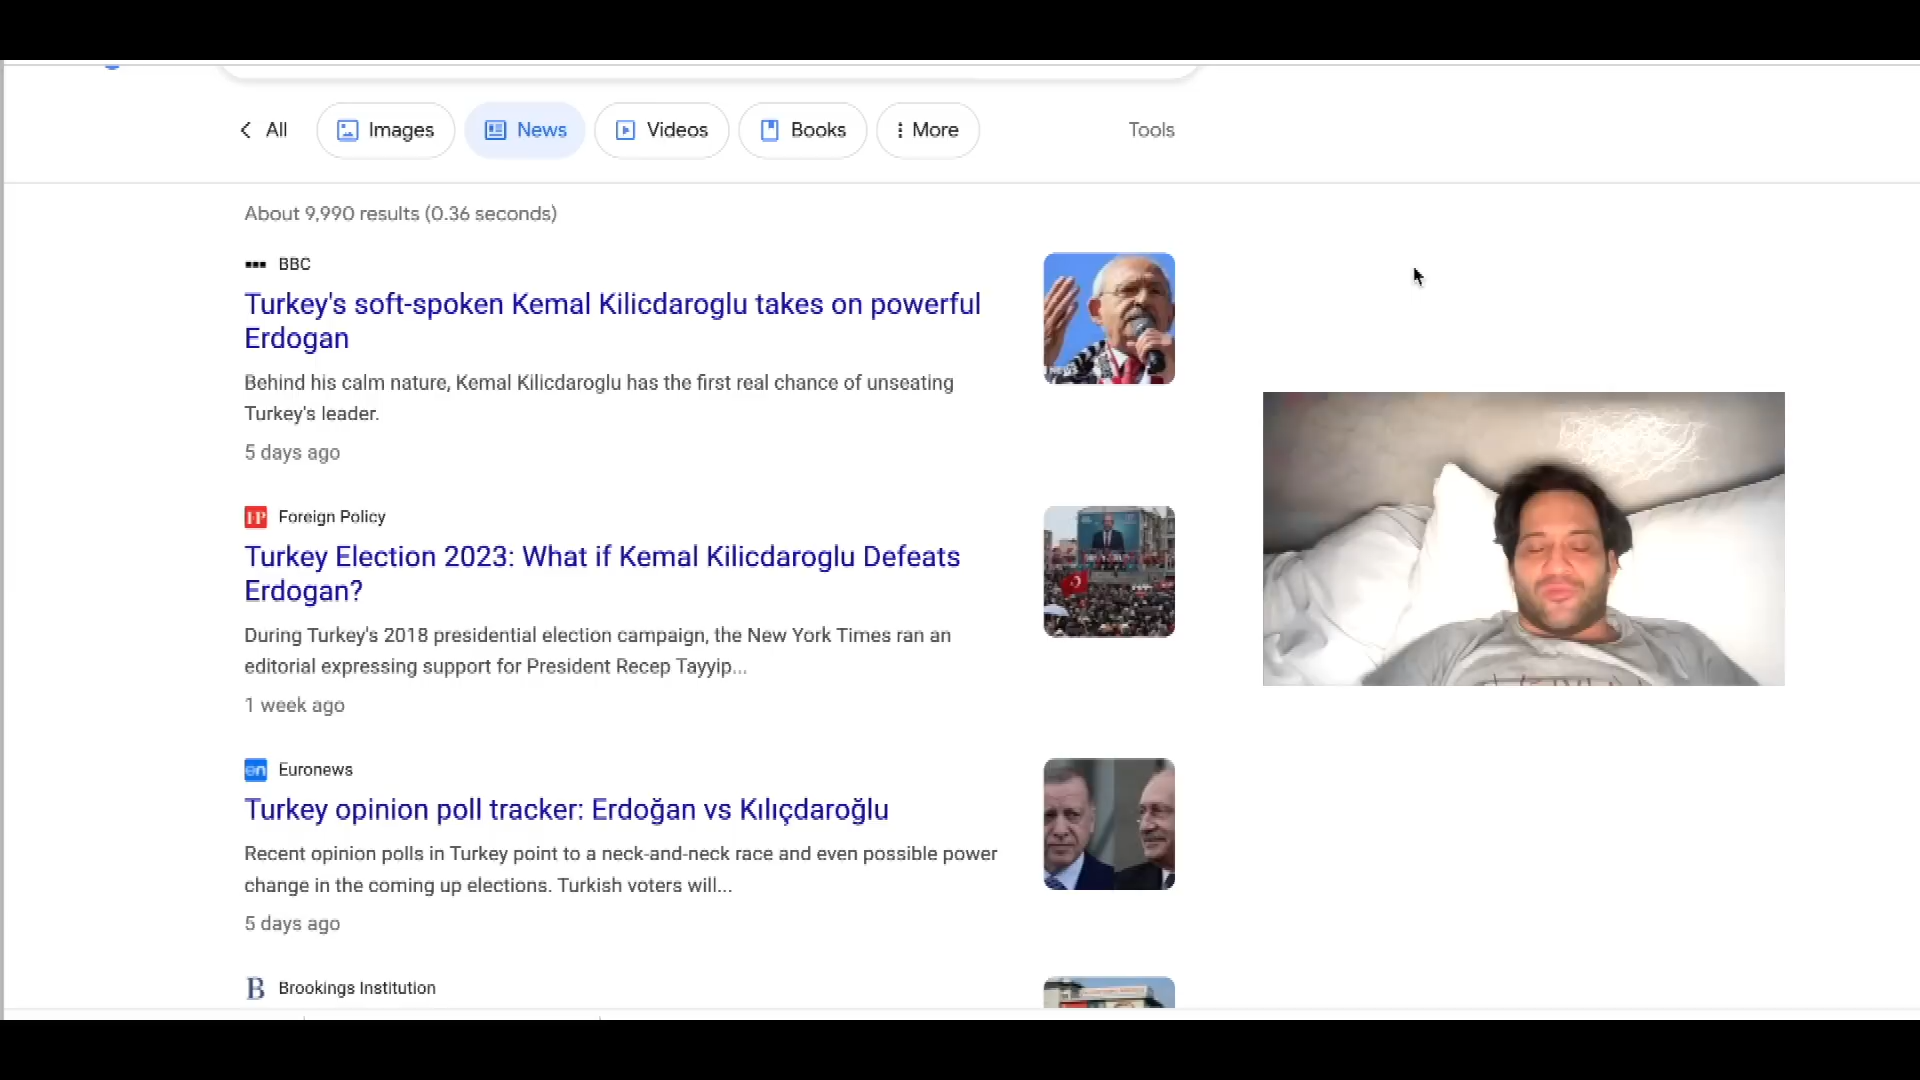 All
Images
News
Videos
Books
More
Tools
About 9,990 results (0.36 seconds)
BBC
Turkey's soft-spoken Kemal Kilicdaroglu takes on powerful
Erdogan
Behind his calm nature, Kemal Kilicdaroglu has the first real chance of unseating
Turkey's leader.
5 days ago
FP
Foreign Policy
Turkey Election 2023: What if Kemal Kilicdaroglu Defeats
Erdogan?
During Turkey's 2018 presidential election campaign, the New York Times ran an
editorial expressing support for President Recep Tayyip...
1 week ago
en
Euronews
Turkey opinion poll tracker: Erdoğan vs Kılıçdaroğlu
Recent opinion polls in Turkey point to a neck-and-neck race and even possible power
change in the coming up elections. Turkish voters will...
5 days ago
B
Brookings Institution